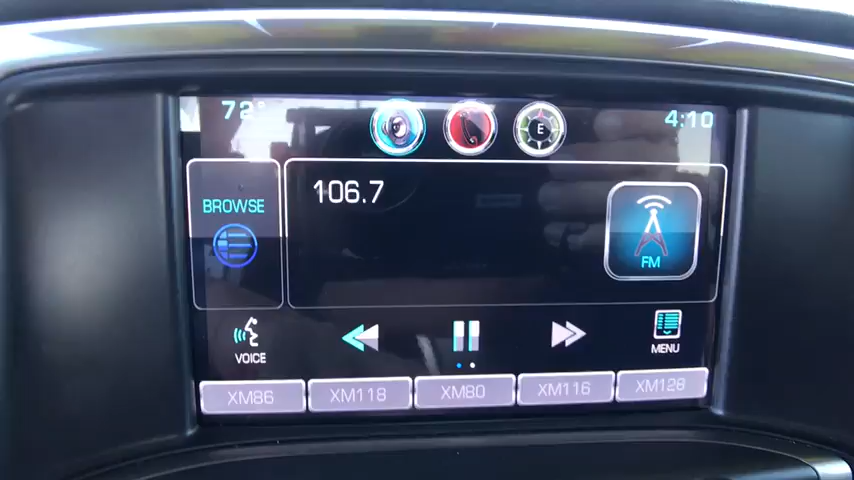 72°
E
4:10
BROWSE
106.7
FM
VOICE
MENU
XM86 XM118 XM80 XM116 XM128